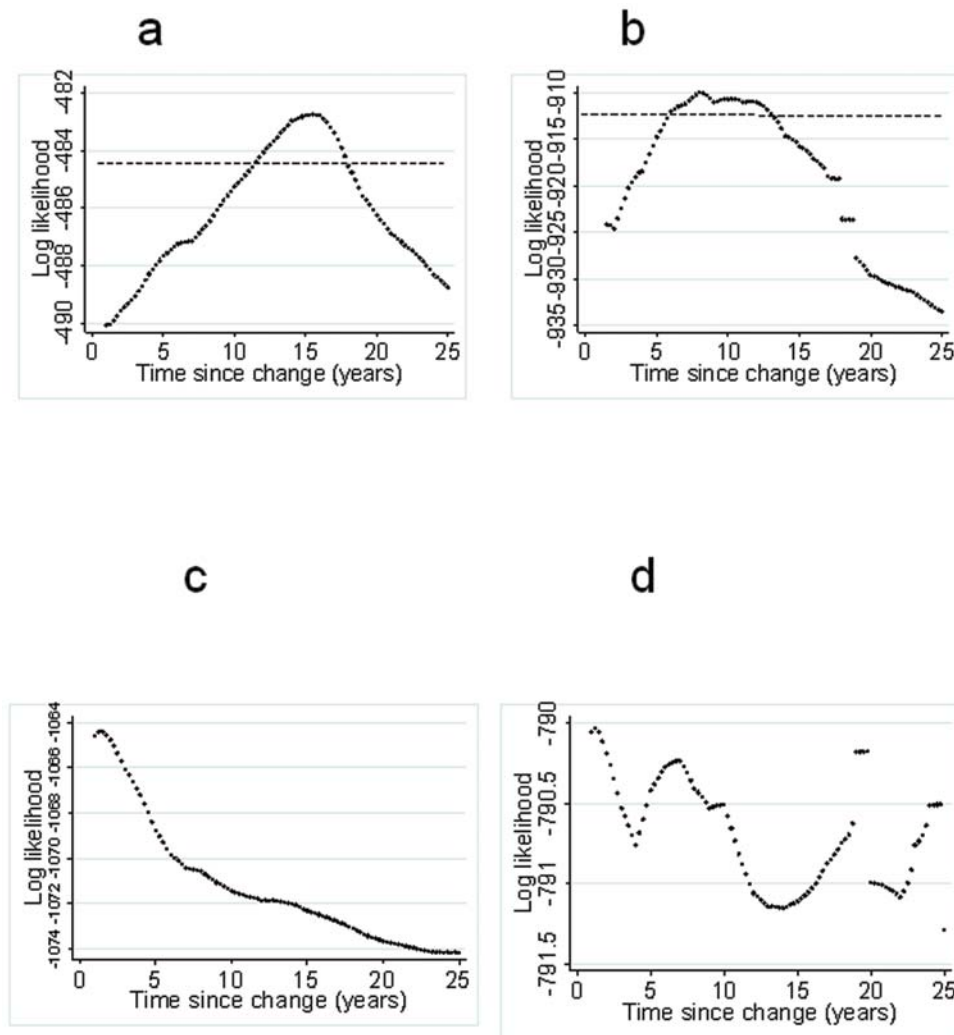 a
b
Log likelihood
-482
-484
-486
-488
-490
0 5 10 15 20 25
Time since change (years)
Log likelihood
-910
-915
-920
-925
-930
-935
0 5 10 15 20 25
Time since change (years)
c
d
Log likelihood
-1064
-1066
-1068
-1070
-1072
-1074
0 5 10 15 20 25
Time since change (years)
Log likelihood
-790
-790.5
-791
-791.5
0 5 10 15 20 25
Time since change (years)